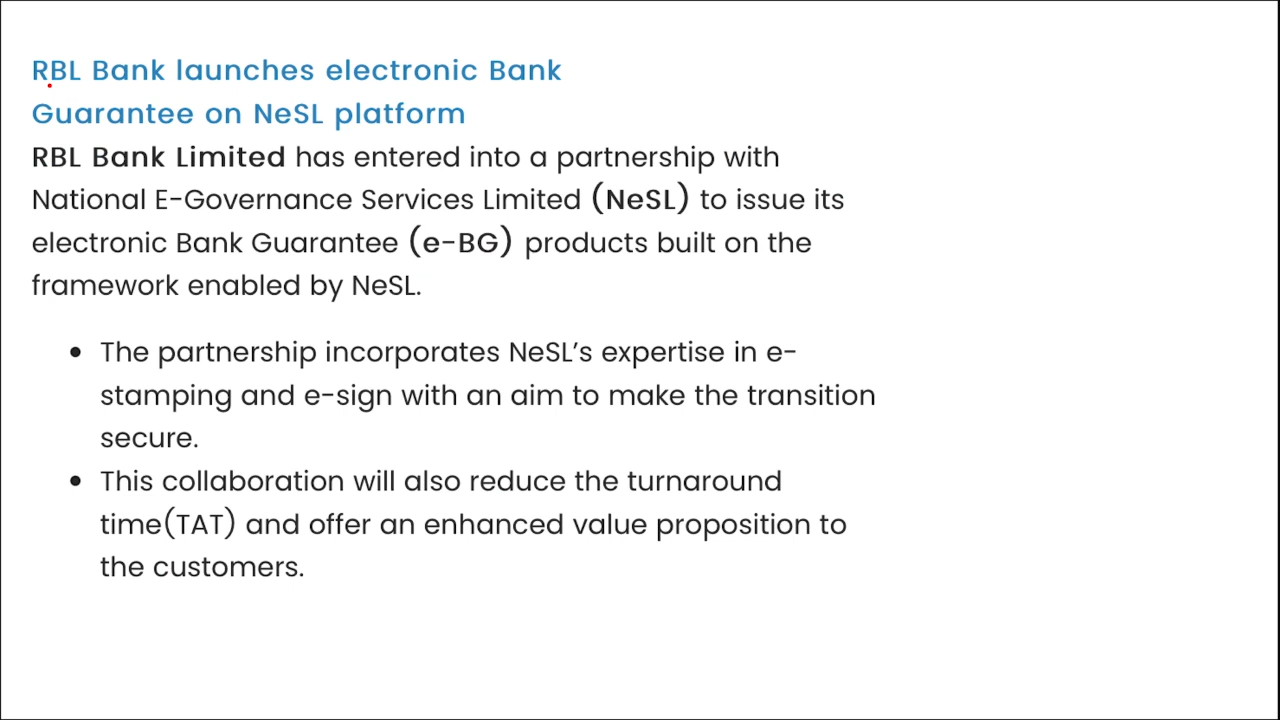 RBL Bank launches electronic Bank
Guarantee on NeSL platform
RBL Bank Limited has entered into a partnership with
National E-Governance Services Limited (NeSL) to issue its
electronic Bank Guarantee (e-BG) products built on the
framework enabled by NeSL.
• The partnership incorporates NeSL’s expertise in e-
stamping and e-sign with an aim to make the transition
secure.
• This collaboration will also reduce the turnaround
time(TAT) and offer an enhanced value proposition to
the customers.